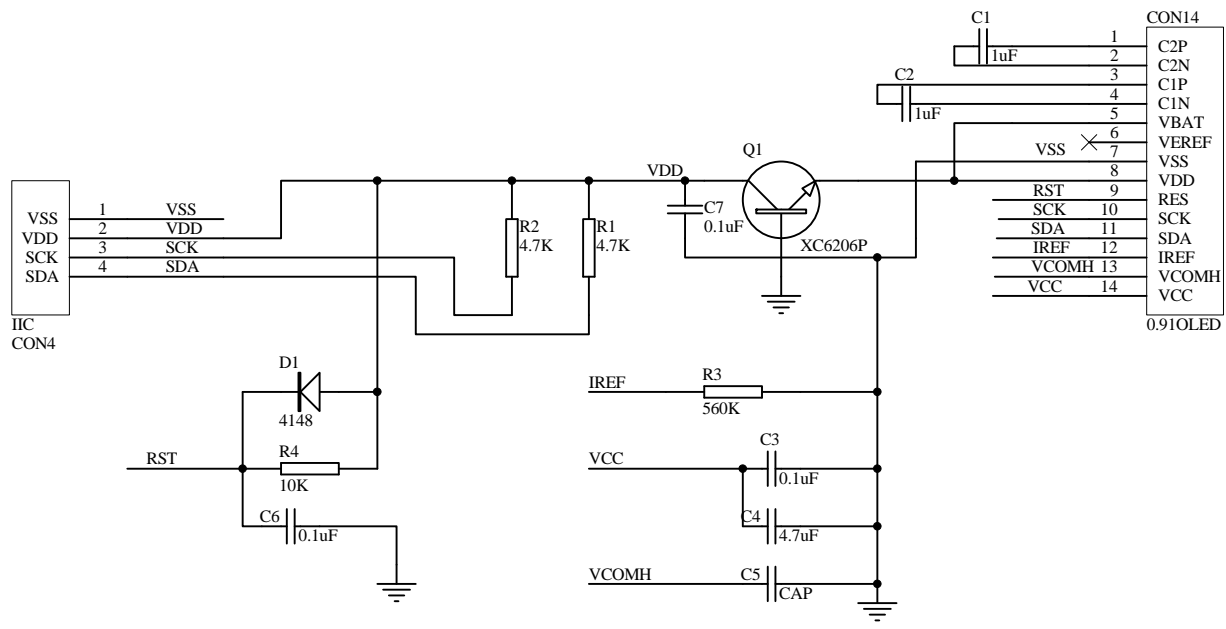 C1
1uF
C2
1uF
CON14
1 C2P
2 C2N
3 C1P
4 C1N
5 VBAT
6 VEREF
VSS 7 VSS
8 VDD
RST 9 RES
SCK 10 SCK
SDA 11 SDA
IREF 12 IREF
VCOMH 13 VCOMH
VCC 14 VCC
0.91OLED
Q1
XC6206P
VDD
C7
0.1uF
R2
4.7K
R1
4.7K
VSS 1 VSS
VDD 2 VDD
SCK 3 SCK
SDA 4 SDA
IIC
CON4
D1
4148
RST
R4
10K
C6
0.1uF
IREF
R3
560K
VCC
C3
0.1uF
C4
4.7uF
VCOMH
C5
CAP